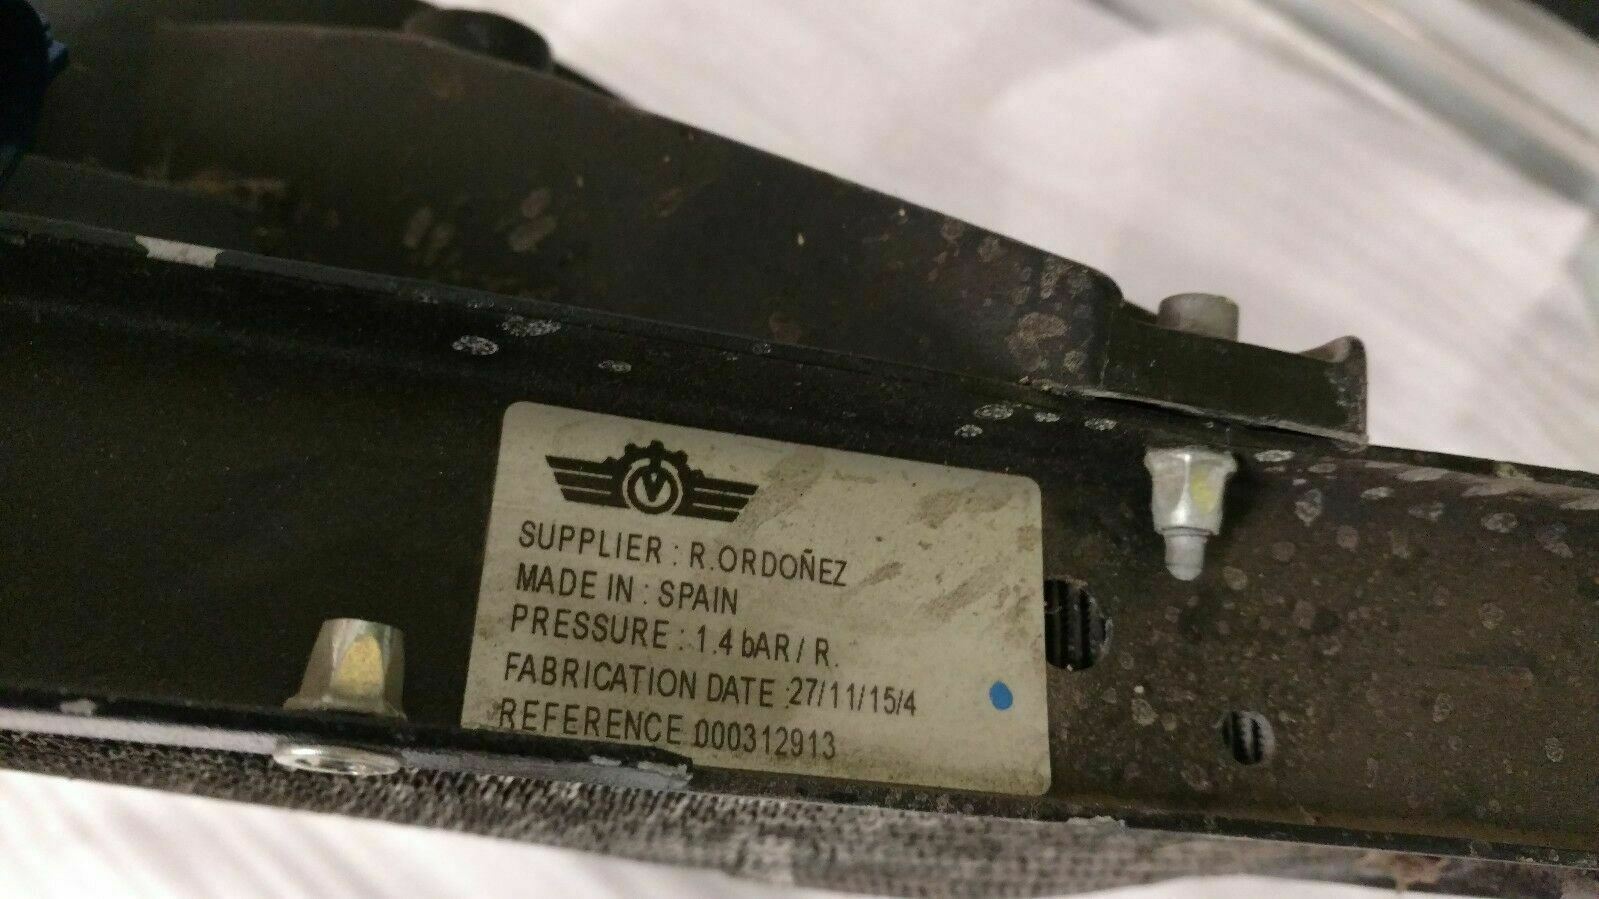 SUPPLIER : R.ORDOÑEZ
MADE IN : SPAIN
PRESSURE : 1.4 bAR / R.
FABRICATION DATE :27/11/15/4
REFERENCE :000312913